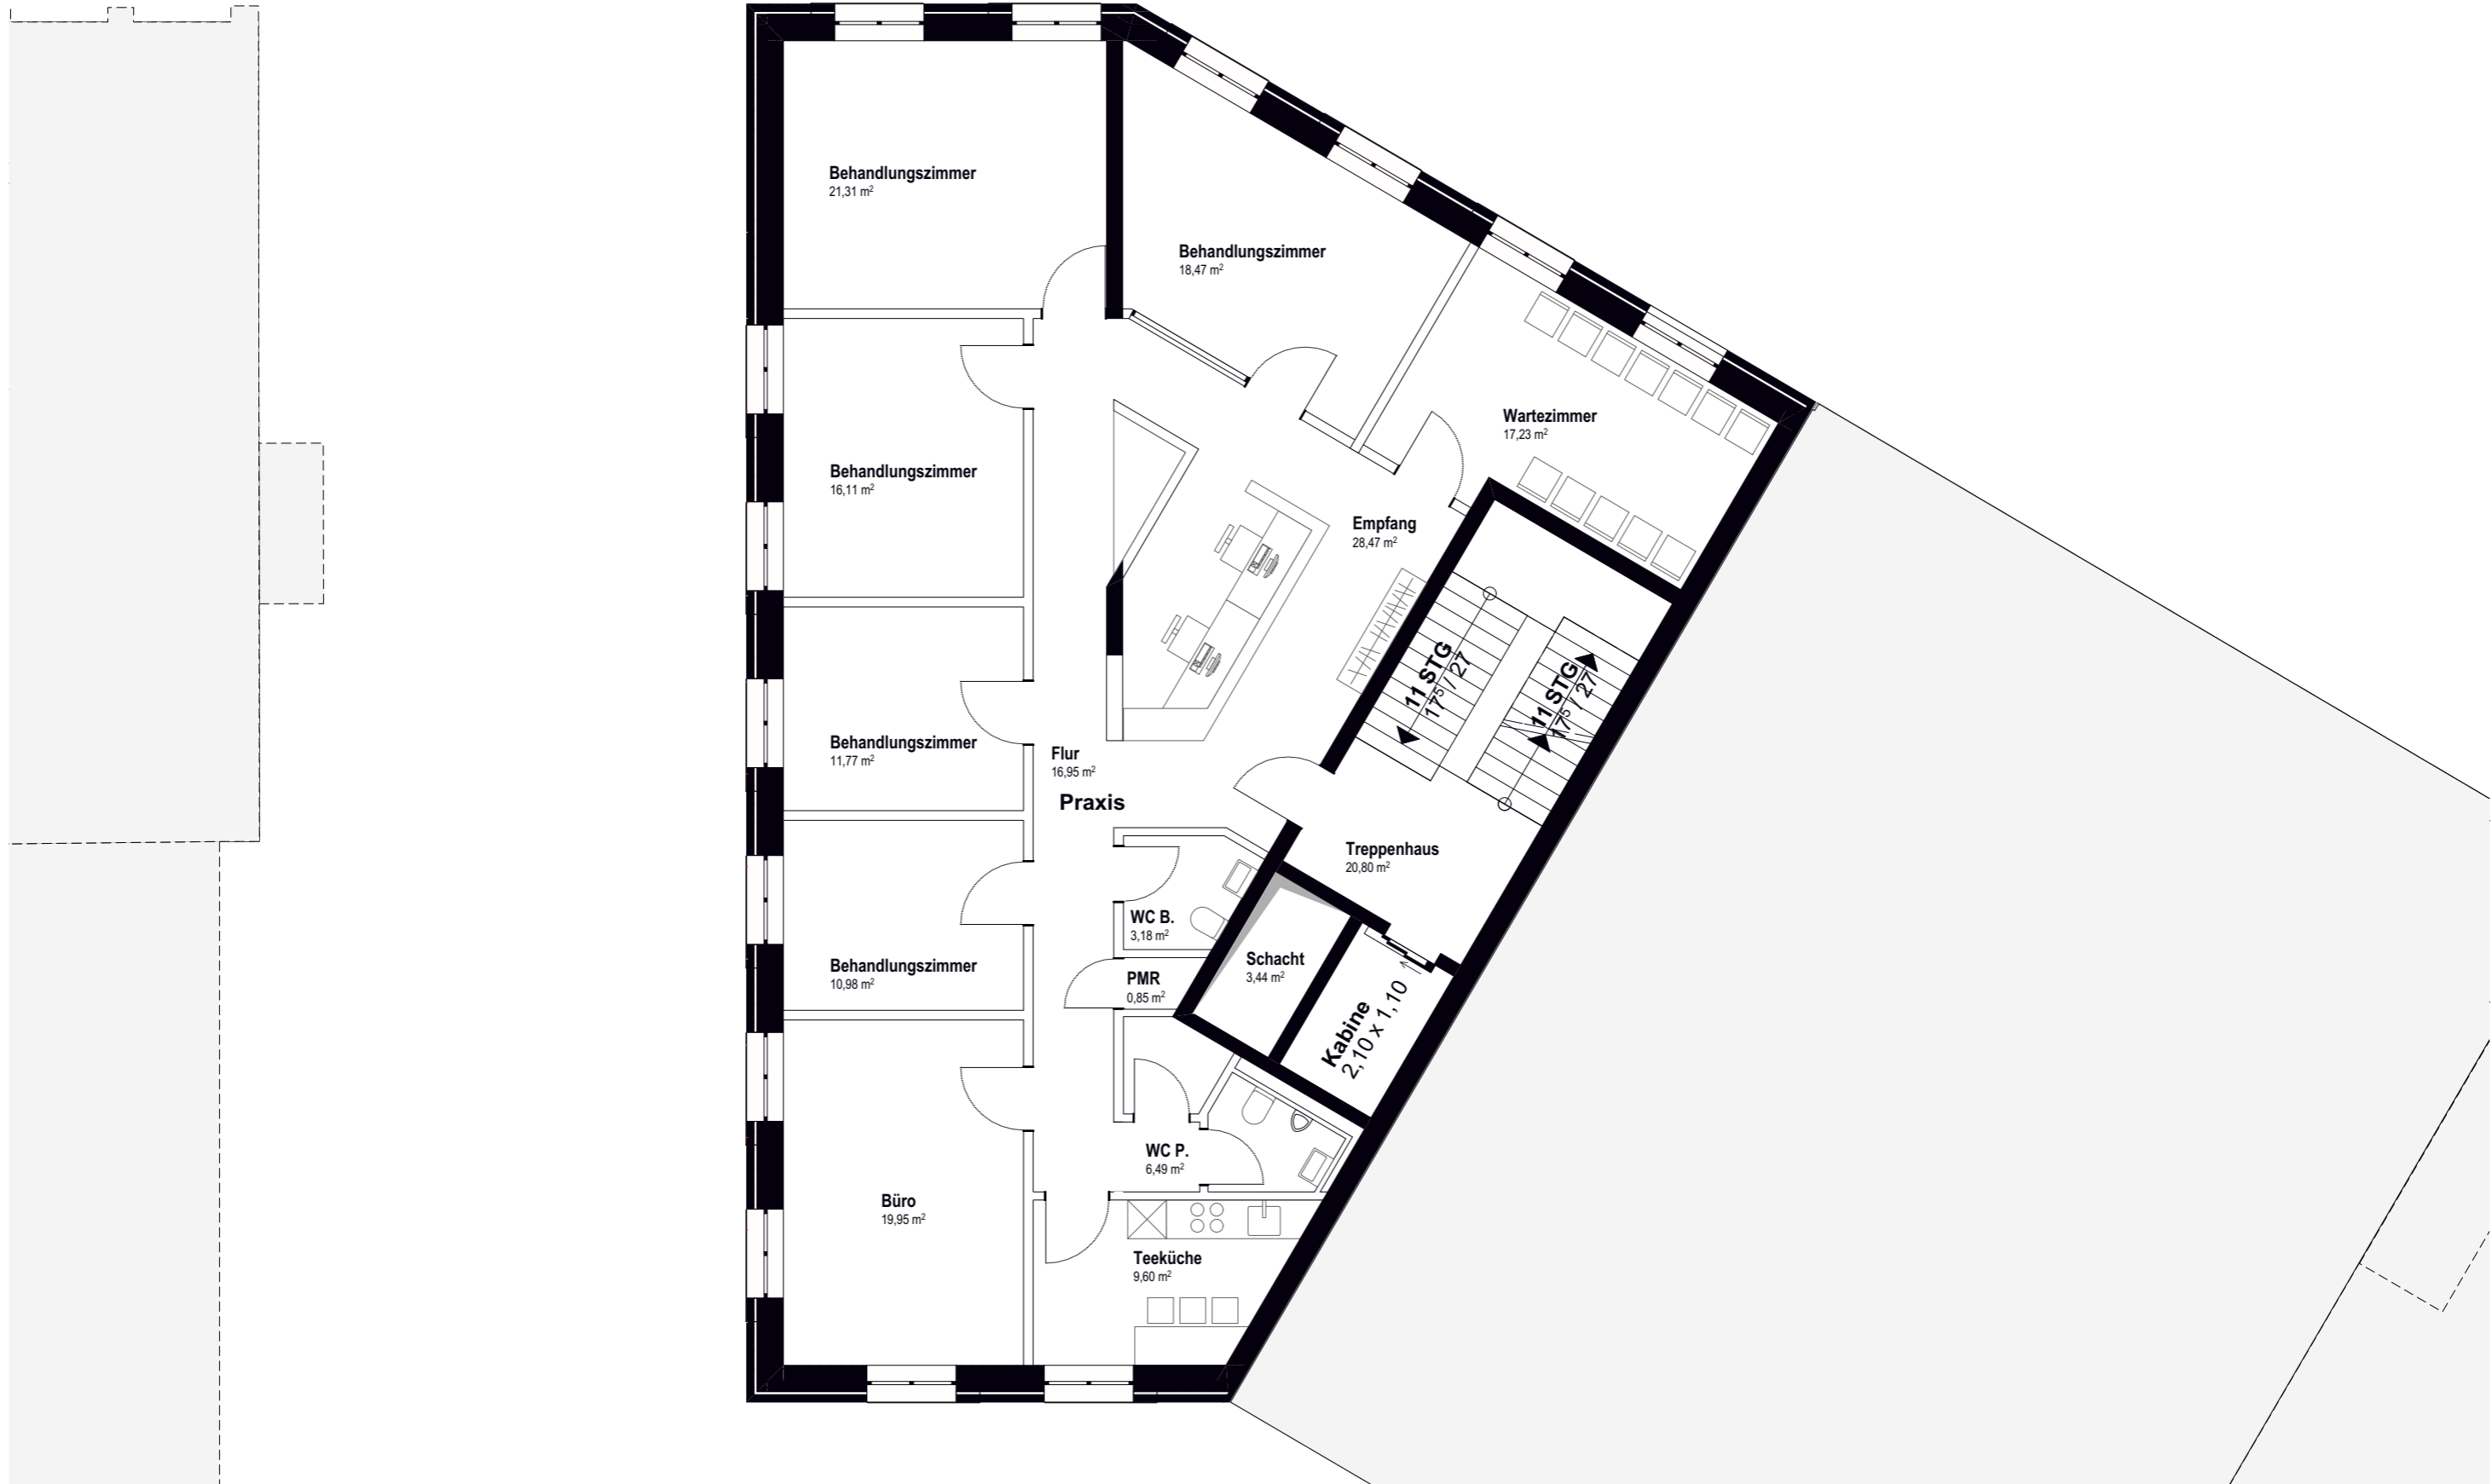 Behandlungszimmer
21,31 m²
Behandlungszimmer
18,47 m²
Wartezimmer
17,23 m²
Behandlungszimmer
16,11 m²
Empfang
28,47 m²
11 STG
17⁵ / 27
11 STG
17⁵ / 27
Behandlungszimmer
11,77 m²
Flur
16,95 m²
Praxis
Treppenhaus
20,80 m²
WC B.
3,18 m²
Schacht
3,44 m²
Behandlungszimmer
10,98 m²
PMR
0,85 m²
Kabine
2,10 x 1,10
WC P.
6,49 m²
Büro
19,95 m²
Teeküche
9,60 m²